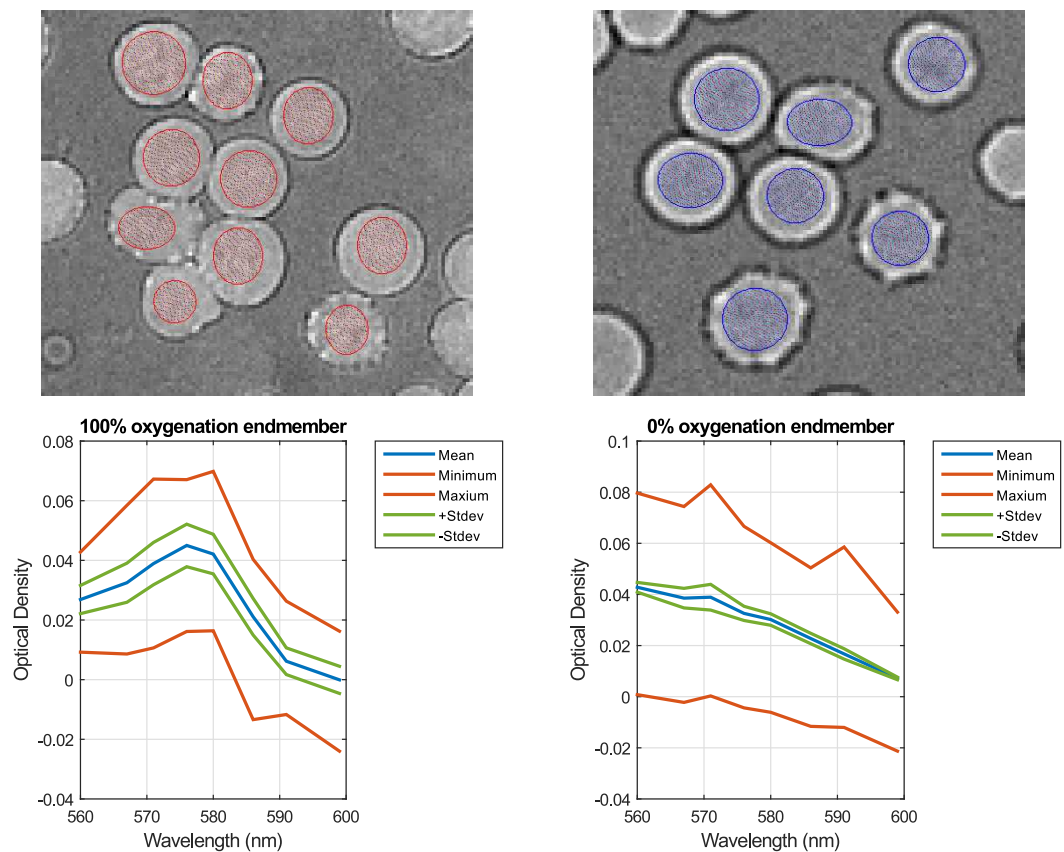 100% oxygenation endmember
0.08
0.06
0.04
0.02
0
-0.02
-0.04
560
570
580
590
600
Optical Density
Wavelength (nm)
Mean
Minimum
Maxium
+Stdev
-Stdev
0% oxygenation endmember
0.1
0.08
0.06
0.04
0.02
0
-0.02
-0.04
560
570
580
590
600
Optical Density
Wavelength (nm)
Mean
Minimum
Maxium
+Stdev
-Stdev